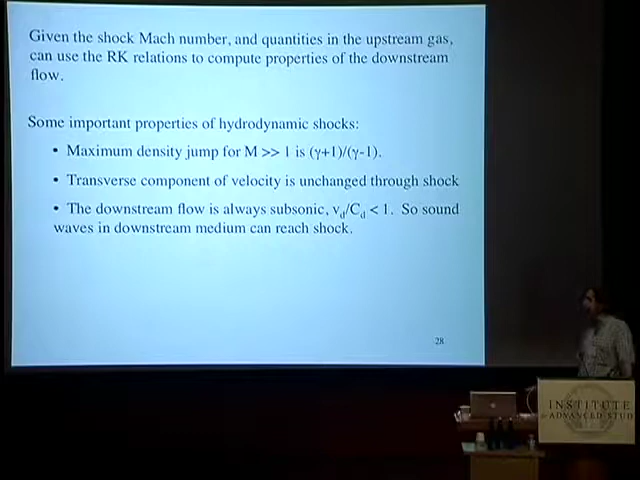 Given the shock Mach number, and quantities in the upstream gas,
can use the RK relations to compute properties of the downstream
flow.
Some important properties of hydrodynamic shocks:
• Maximum density jump for M >> 1 is (γ+1)/(γ-1).
• Transverse component of velocity is unchanged through shock
• The downstream flow is always subsonic, vd/Cd < 1. So sound
waves in downstream medium can reach shock.
28
INSTITUTE
for ADVANCED STUD